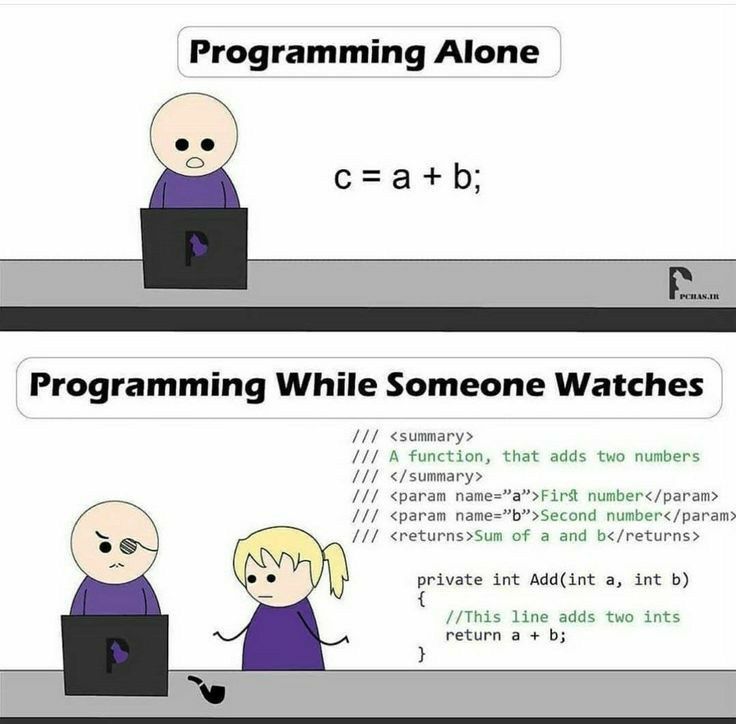 Programming Alone
c = a + b;
P
PCHAS.IR
Programming While Someone Watches
/// <summary>
/// A function, that adds two numbers
/// </summary>
/// <param name=”a”>First number</param>
/// <param name=”b”>Second number</param>
/// <returns>Sum of a and b</returns>
private int Add(int a, int b)
{
//This line adds two ints
return a + b;
}
P